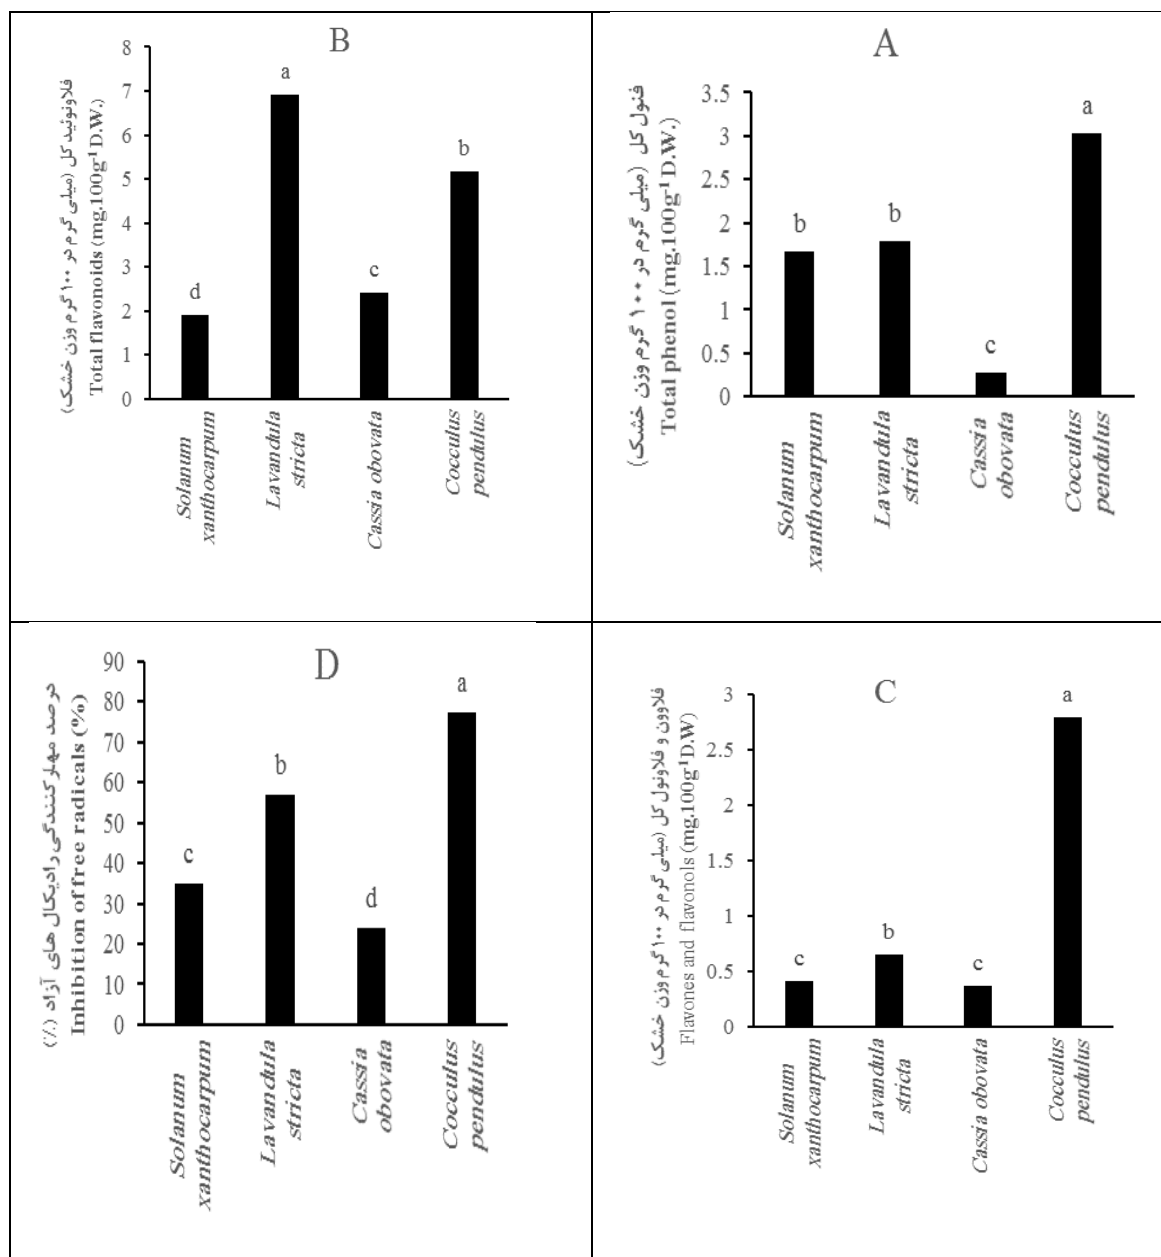 B
فلاونوئید کل (میلی گرم در ۱۰۰ گرم وزن خشک)
Total flavonoids (mg.100g⁻¹ D.W.)
8
7
6
5
4
3
2
1
0
d
a
c
b
Solanum
xanthocarpum
Lavandula
stricta
Cassia obovata
Cocculus
pendulus
A
فنول کل (میلی گرم در ۱۰۰ گرم وزن خشک)
Total phenol (mg.100g⁻¹ D.W.)
3.5
3
2.5
2
1.5
1
0.5
0
b
b
c
a
Solanum
xanthocarpum
Lavandula
stricta
Cassia
obovata
Cocculus
pendulus
D
درصد مهارکنندگی رادیکال های آزاد (٪)
Inhibition of free radicals (%)
90
80
70
60
50
40
30
20
10
0
c
b
d
a
Solanum
xanthocarpum
Lavandula
stricta
Cassia
obovata
Cocculus
pendulus
C
فلاوون و فلاونول کل (میلی گرم در ۱۰۰ گرم وزن خشک)
Flavones and flavonols (mg.100g⁻¹D.W)
3
2.5
2
1.5
1
0.5
0
c
b
c
a
Solanum
xanthocarpum
Lavandula
stricta
Cassia obovata
Cocculus
pendulus